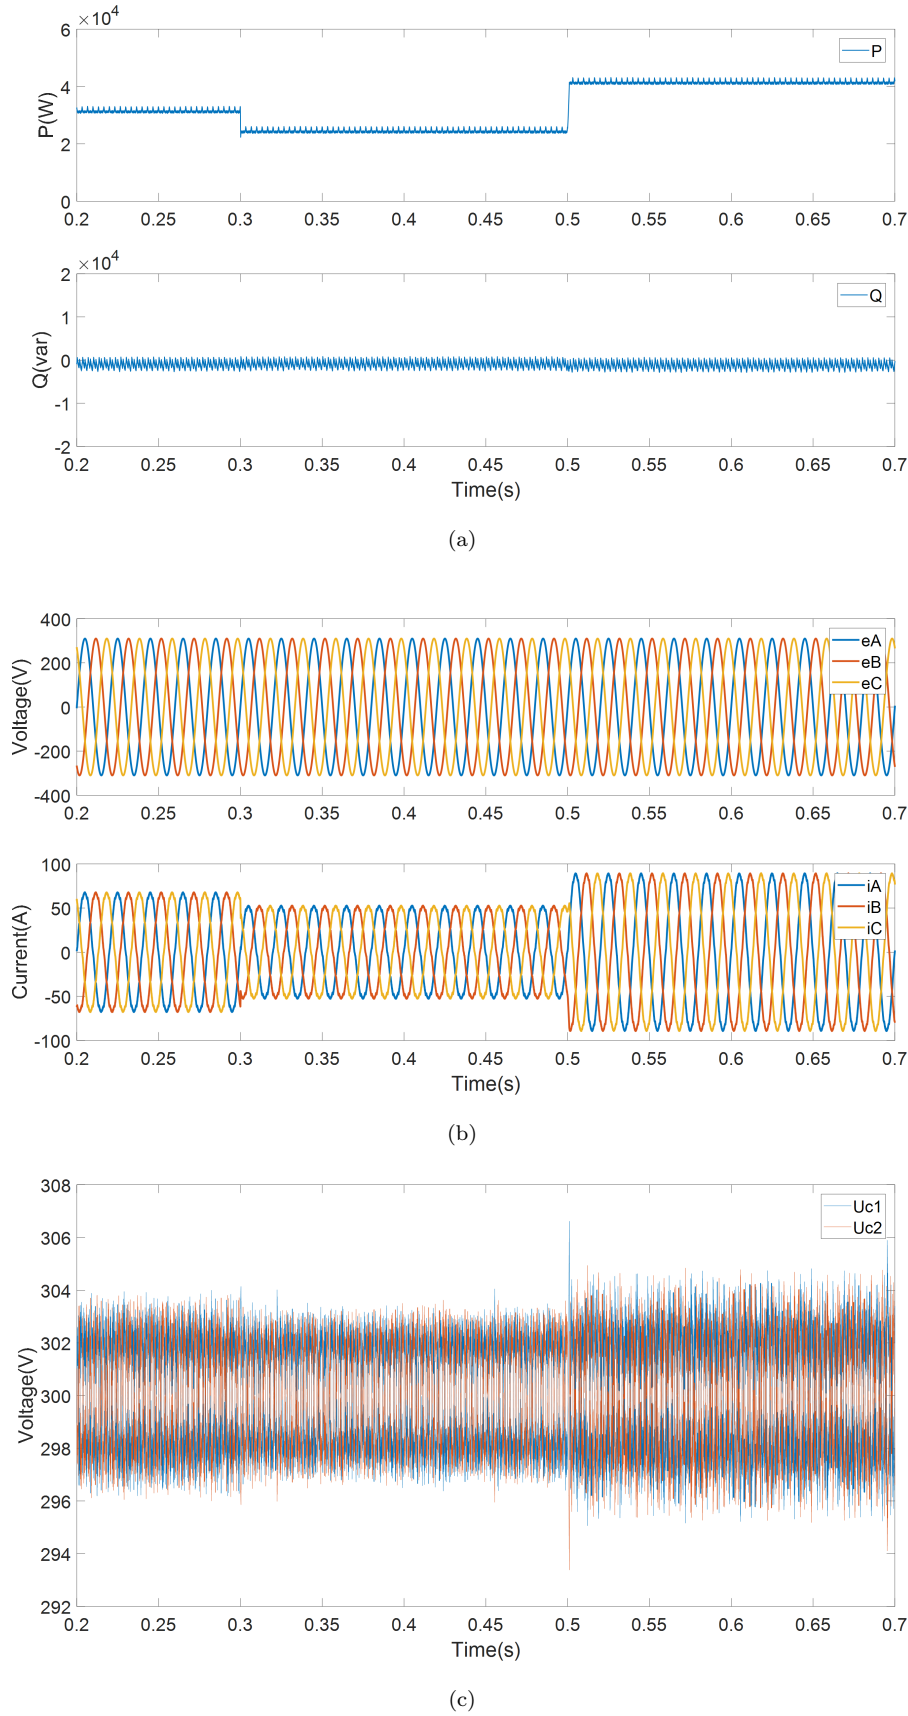 ×10⁴
6
4
2
0
P(W)
P
0.2 0.25 0.3 0.35 0.4 0.45 0.5 0.55 0.6 0.65 0.7
×10⁴
2
1
0
-1
-2
Q(var)
Q
0.2 0.25 0.3 0.35 0.4 0.45 0.5 0.55 0.6 0.65 0.7
Time(s)
(a)
400
200
0
-200
-400
Voltage(V)
eA
eB
eC
0.2 0.25 0.3 0.35 0.4 0.45 0.5 0.55 0.6 0.65 0.7
100
50
0
-50
-100
Current(A)
iA
iB
iC
0.2 0.25 0.3 0.35 0.4 0.45 0.5 0.55 0.6 0.65 0.7
Time(s)
(b)
308
306
304
302
300
298
296
294
292
Voltage(V)
Uc1
Uc2
0.2 0.25 0.3 0.35 0.4 0.45 0.5 0.55 0.6 0.65 0.7
Time(s)
(c)